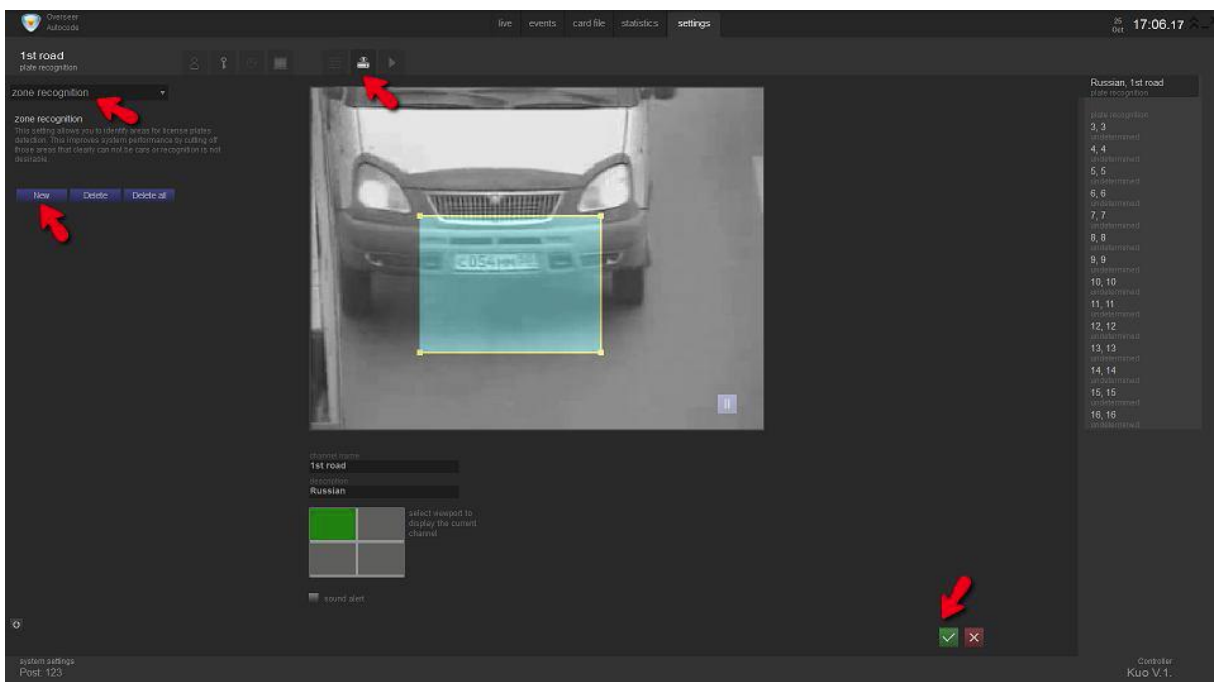 Overseer
Autocode
live events card file statistics settings
25
Oct
17:06.17
1st road
plate recognition
zone recognition
zone recognition
This setting allows you to identify areas for license plates
detection. This improves system performance by cutting off
those areas that clearly can not be cars or recognition is not
desirable.
New Delete Delete all
с054нм
channel name
1st road
description
Russian
select viewport to
display the current
channel
sound alert
Russian, 1st road
plate recognition
plate recognition
3, 3
undetermined
4, 4
undetermined
5, 5
undetermined
6, 6
undetermined
7, 7
undetermined
8, 8
undetermined
9, 9
undetermined
10, 10
undetermined
11, 11
undetermined
12, 12
undetermined
13, 13
undetermined
14, 14
undetermined
15, 15
undetermined
16, 16
undetermined
system settings
Post: 123
Controller
Kuo V.1.